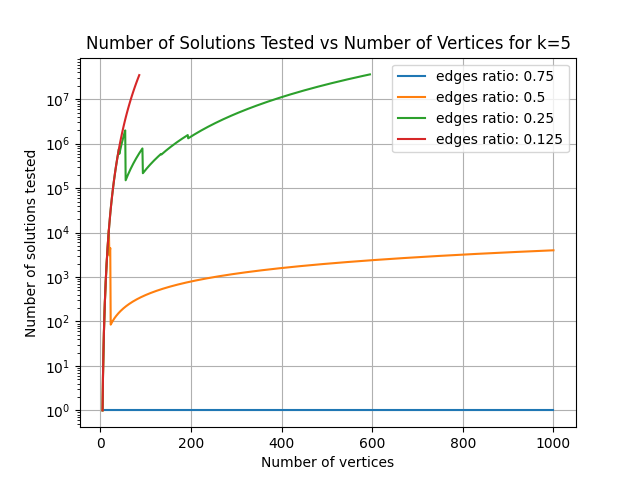 Number of Solutions Tested vs Number of Vertices for k=5
edges ratio: 0.75
edges ratio: 0.5
edges ratio: 0.25
edges ratio: 0.125
Number of solutions tested
10⁷
10⁶
10⁵
10⁴
10³
10²
10¹
10⁰
0 200 400 600 800 1000
Number of vertices